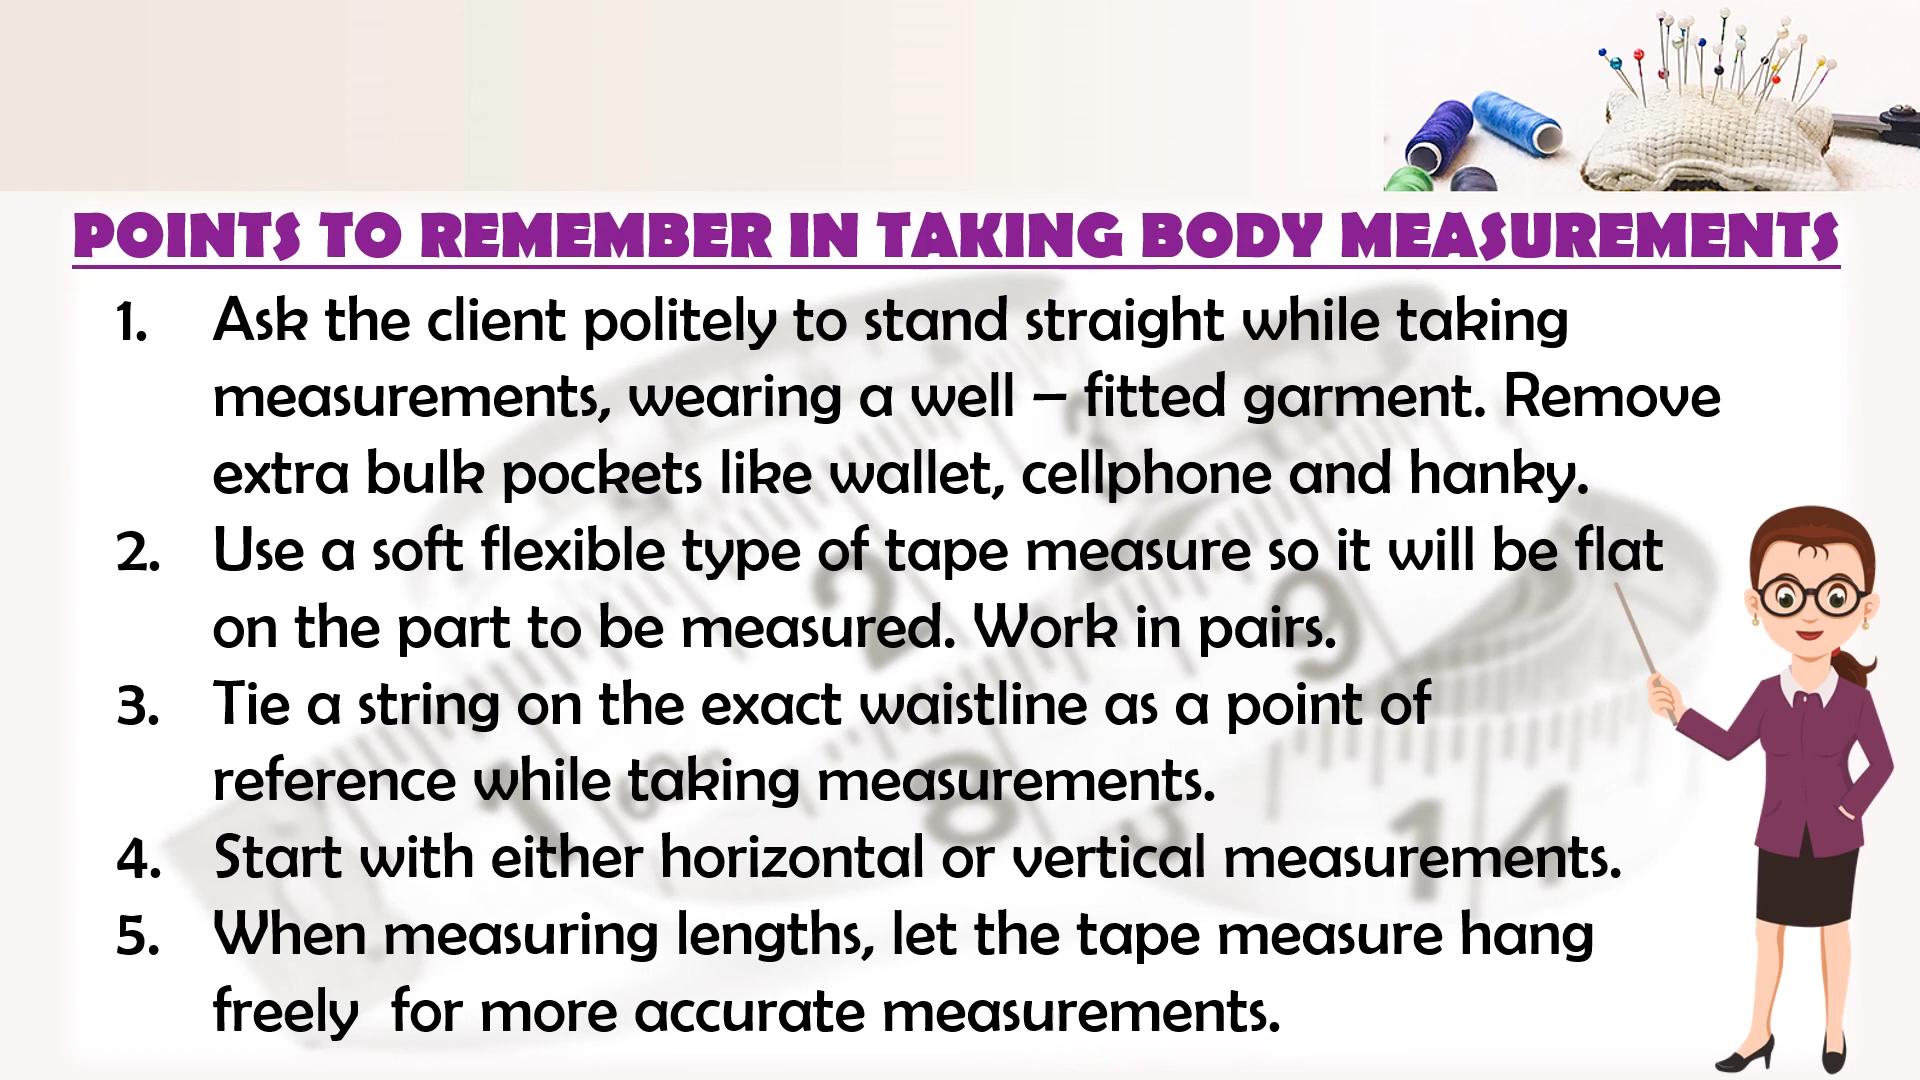 POINTS TO REMEMBER IN TAKING BODY MEASUREMENTS
1. Ask the client politely to stand straight while taking
measurements, wearing a well – fitted garment. Remove
extra bulk pockets like wallet, cellphone and hanky.
2. Use a soft flexible type of tape measure so it will be flat
on the part to be measured. Work in pairs.
3. Tie a string on the exact waistline as a point of
reference while taking measurements.
4. Start with either horizontal or vertical measurements.
5. When measuring lengths, let the tape measure hang
freely  for more accurate measurements.